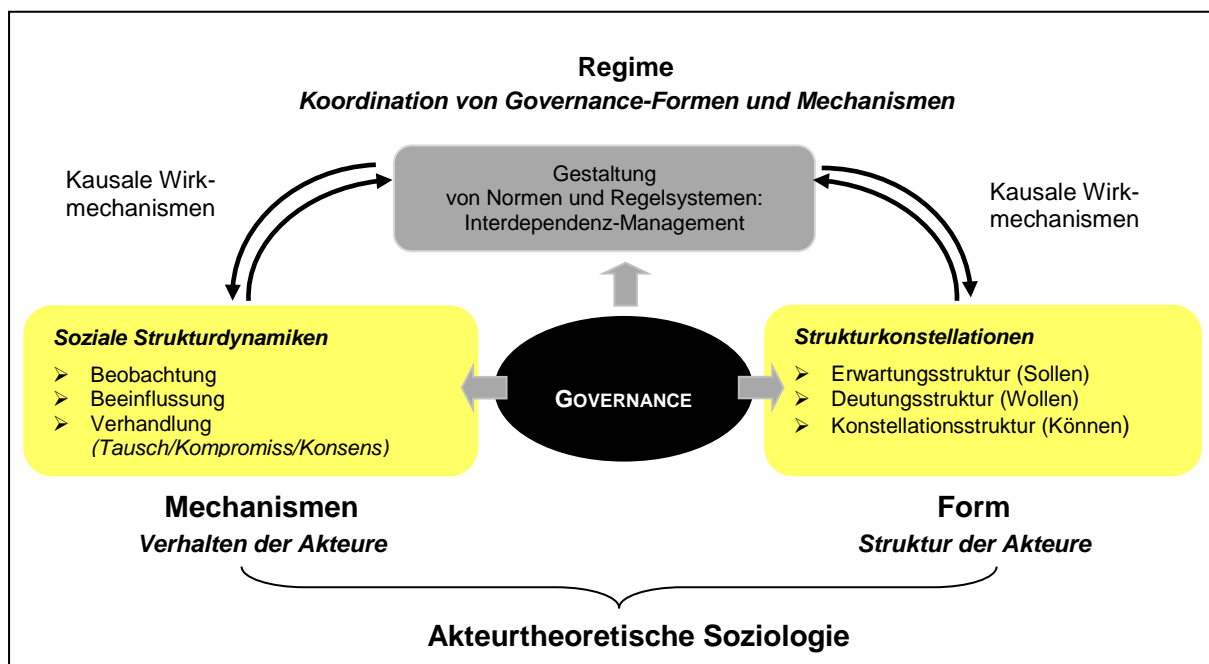 Regime
Koordination von Governance-Formen und Mechanismen
Kausale Wirk-
mechismen
Gestaltung
von Normen und Regelsystemen:
Interdependenz-Management
Kausale Wirk-
mechanismen
Soziale Strukturdynamiken
➢ Beobachtung
➢ Beeinflussung
➢ Verhandlung
(Tausch/Kompromiss/Konsens)
GOVERNANCE
Strukturkonstellationen
➢ Erwartungsstruktur (Sollen)
➢ Deutungsstruktur (Wollen)
➢ Konstellationsstruktur (Können)
Mechanismen
Verhalten der Akteure
Form
Struktur der Akteure
Akteurtheoretische Soziologie